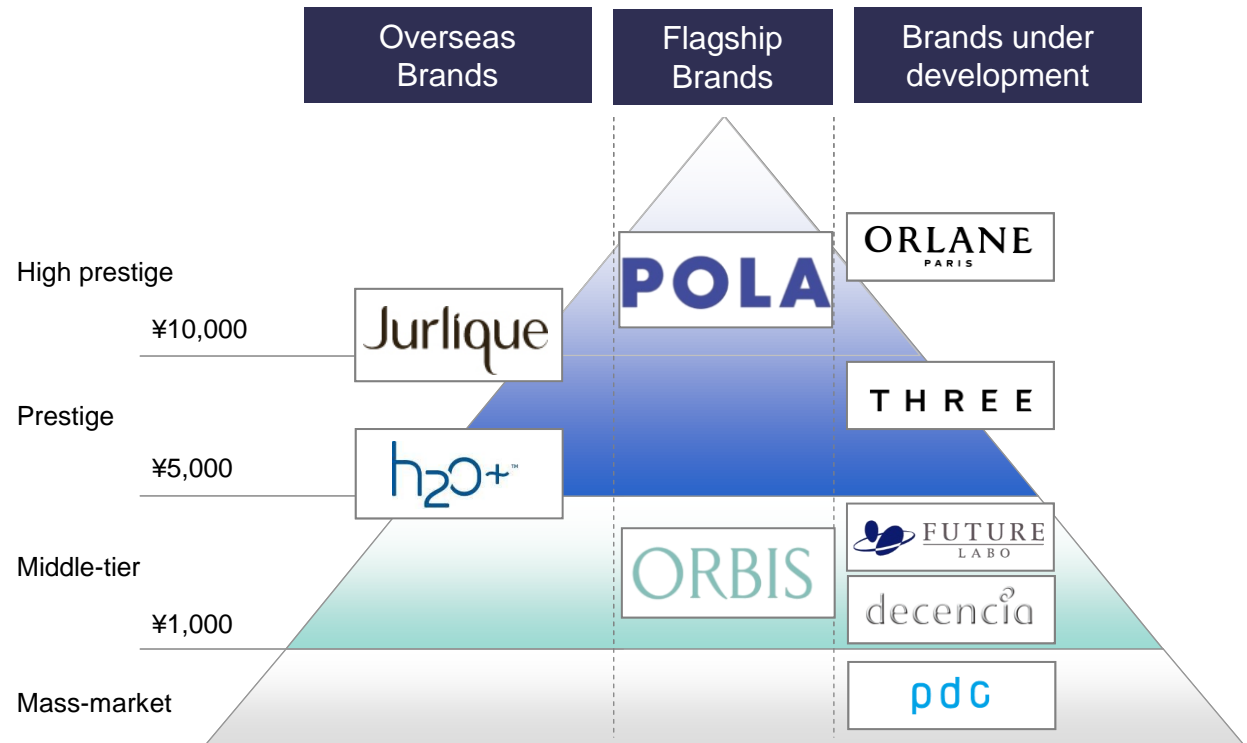 Overseas
Brands
Flagship
Brands
Brands under
development
High prestige
¥10,000
Prestige
¥5,000
Middle-tier
¥1,000
Mass-market
Jurlique
h2o+™
POLA
ORBIS
ORLANE
PARIS
THREE
FUTURE
LABO
decencia
pdc